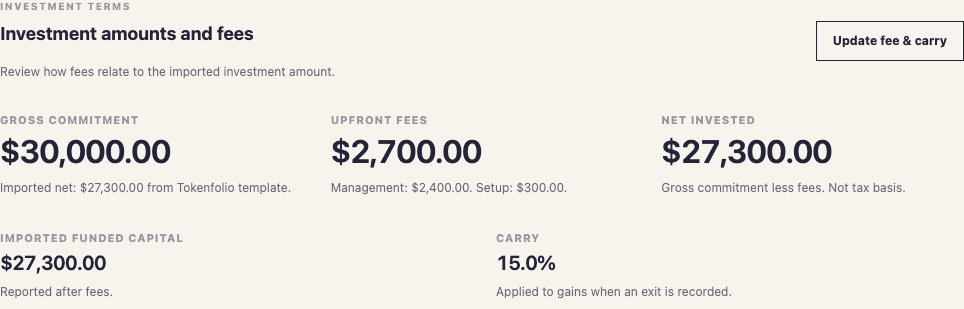 INVESTMENT TERMS
Investment amounts and fees
Update fee & carry
Review how fees relate to the imported investment amount.
GROSS COMMITMENT
$30,000.00
Imported net: $27,300.00 from Tokenfolio template.
UPFRONT FEES
$2,700.00
Management: $2,400.00. Setup: $300.00.
NET INVESTED
$27,300.00
Gross commitment less fees. Not tax basis.
IMPORTED FUNDED CAPITAL
$27,300.00
Reported after fees.
CARRY
15.0%
Applied to gains when an exit is recorded.